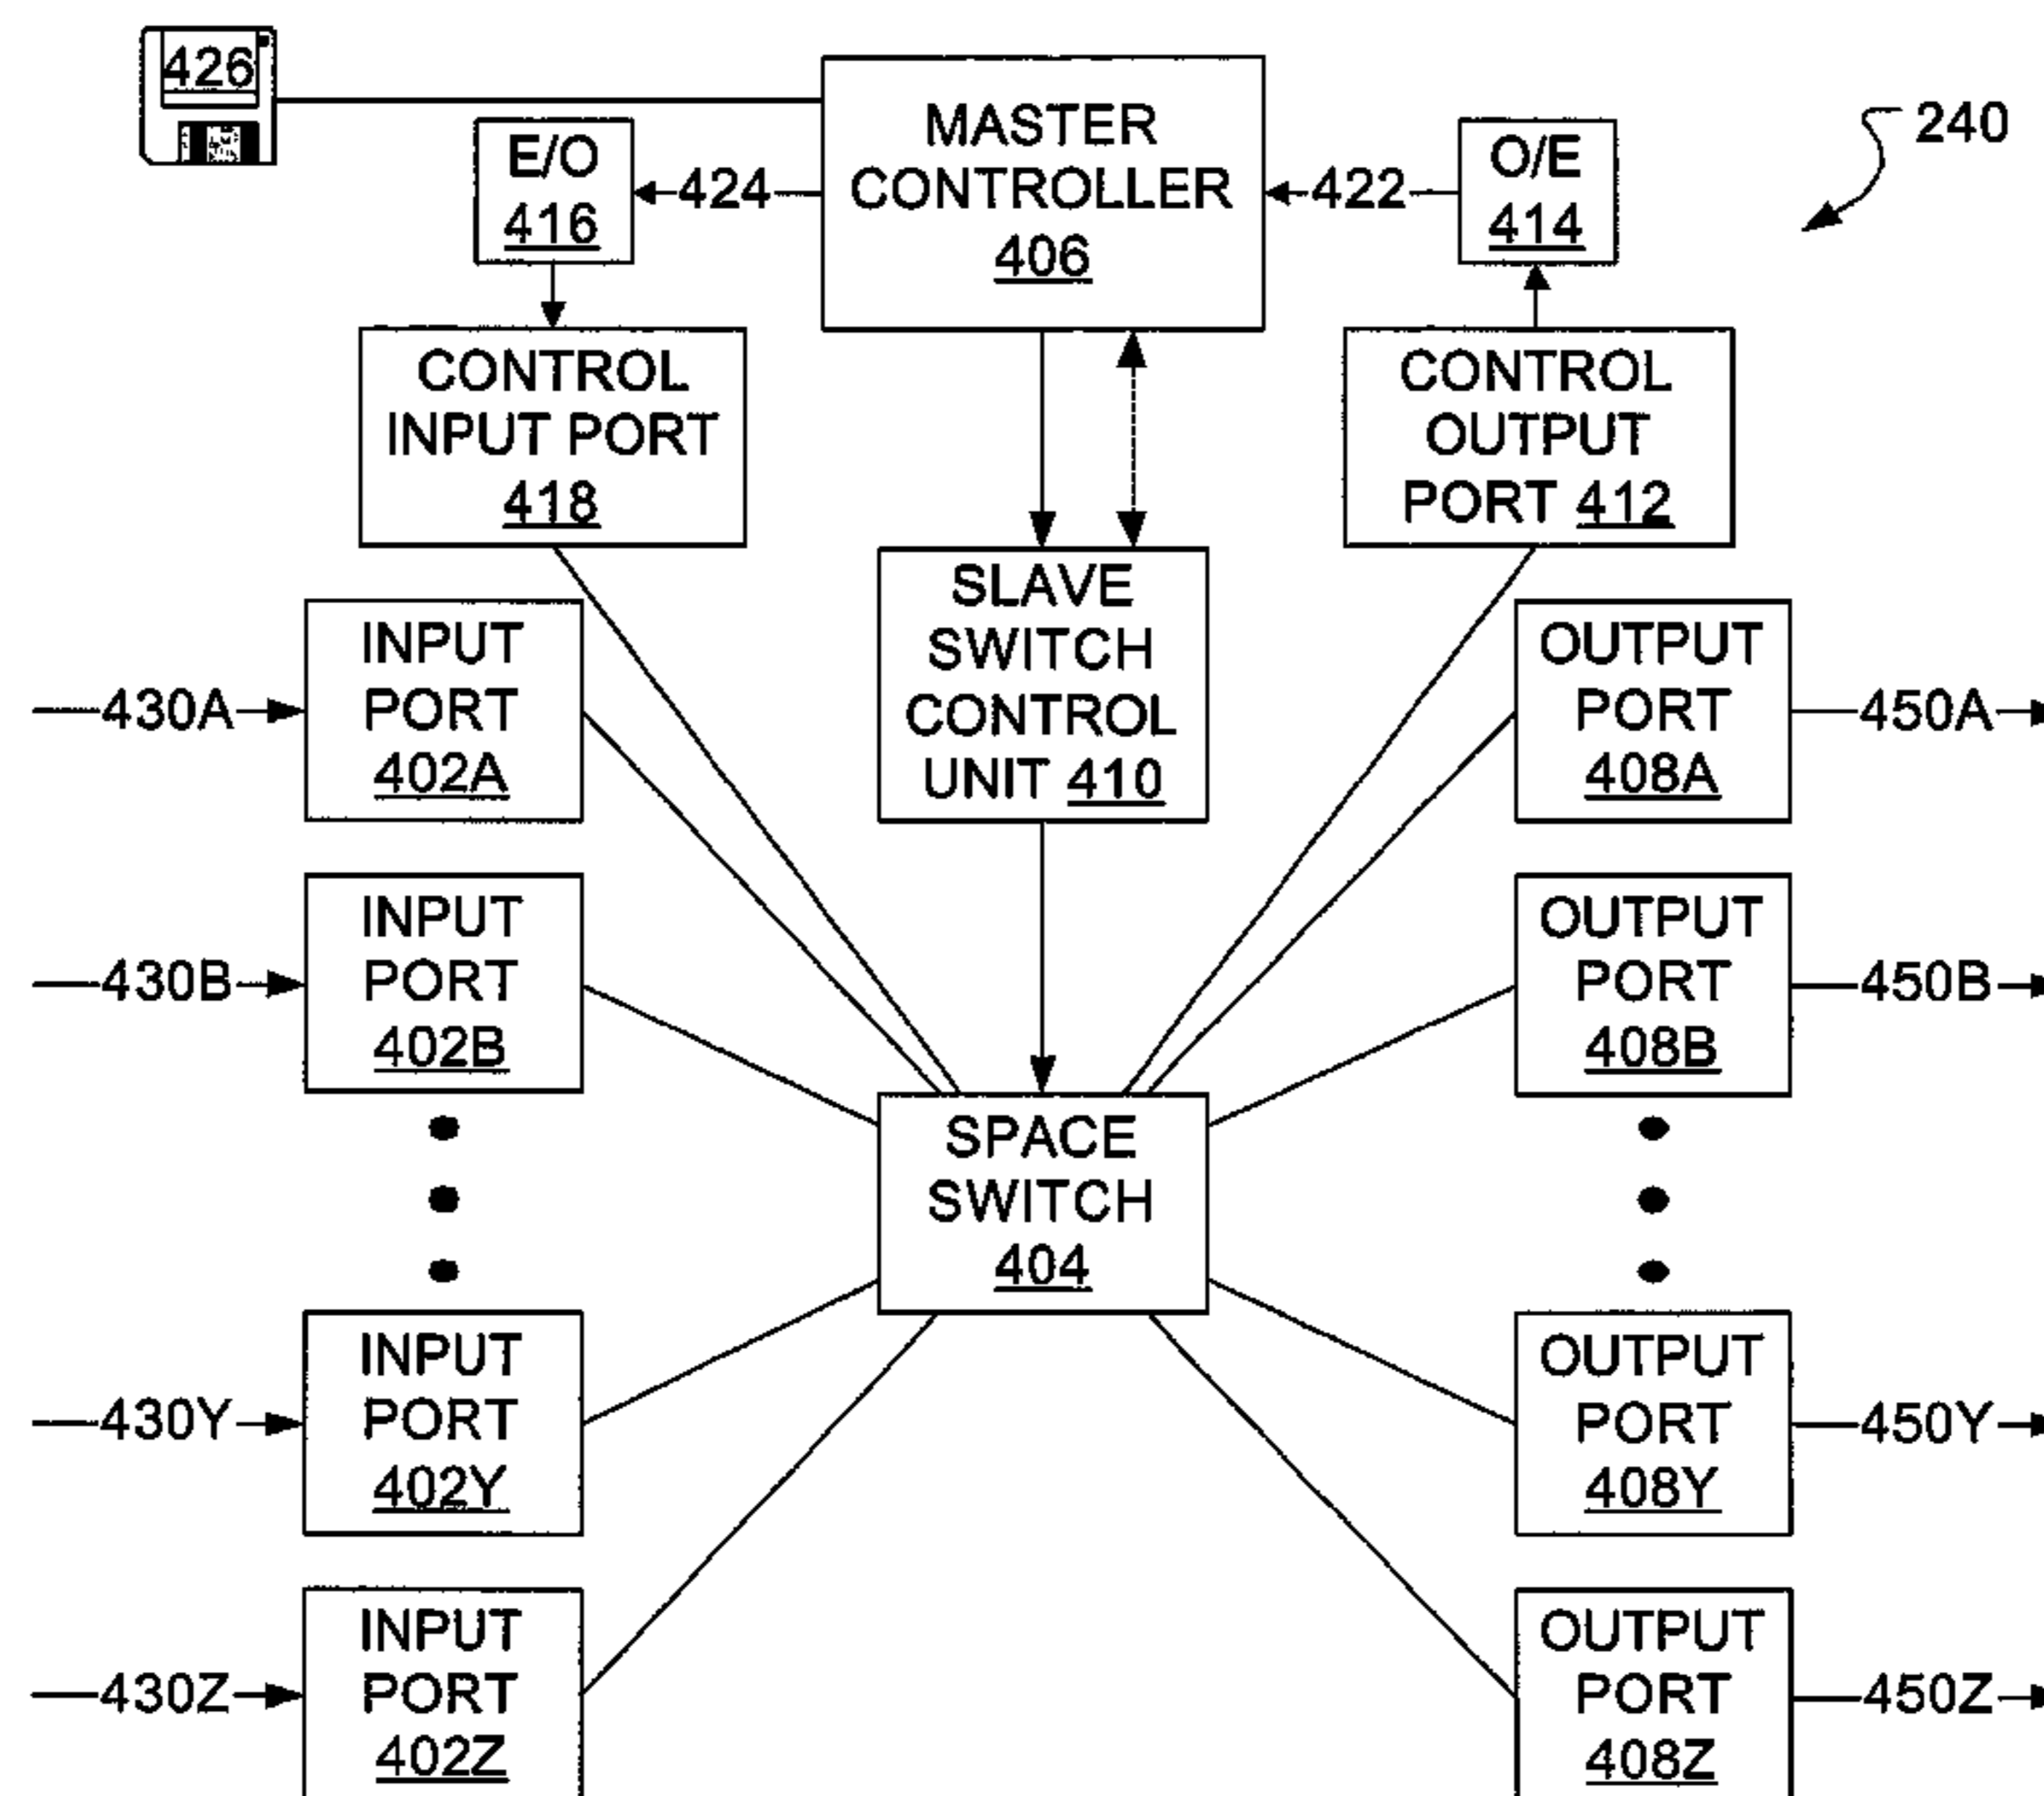 426
MASTER
CONTROLLER
406
E/O
416
424
422
O/E
414
240
CONTROL
INPUT PORT
418
CONTROL
OUTPUT
PORT 412
SLAVE
SWITCH
CONTROL
UNIT 410
430A
INPUT
PORT
402A
OUTPUT
PORT
408A
450A
430B
INPUT
PORT
402B
OUTPUT
PORT
408B
450B
SPACE
SWITCH
404
430Y
INPUT
PORT
402Y
OUTPUT
PORT
408Y
450Y
430Z
INPUT
PORT
402Z
OUTPUT
PORT
408Z
450Z